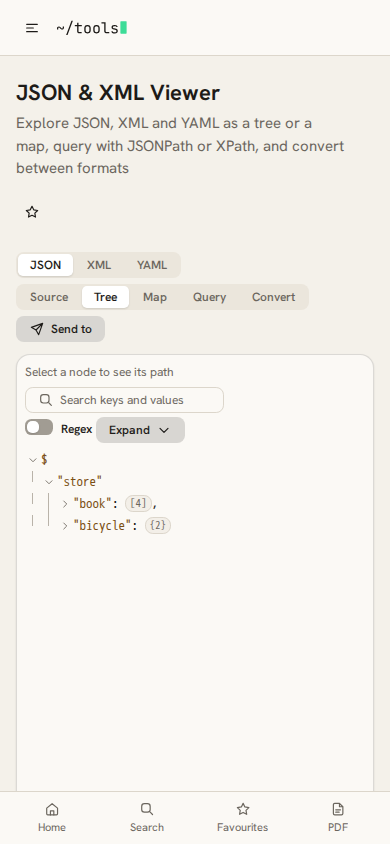 ~/tools
JSON & XML Viewer
Explore JSON, XML and YAML as a tree or a
map, query with JSONPath or XPath, and convert
between formats
JSON XML YAML
Source Tree Map Query Convert
Send to
Select a node to see its path
Search keys and values
Regex Expand
$
"store"
"book": [4],
"bicycle": {2}
Home Search Favourites PDF